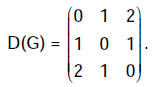 D(G) = (0 1 2
1 0 1
2 1 0).